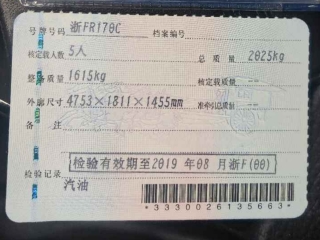 号牌号码 浙FR170C 档案编号
核定载人数 5人 总质量 2025kg
整备质量 1615kg 核定载质量 --
外廓尺寸 4753×1811×1455mm 准牵引总质量 --
备注
检验有效期至2019年08月浙F(00)
检验记录
汽油
*3330026135663*